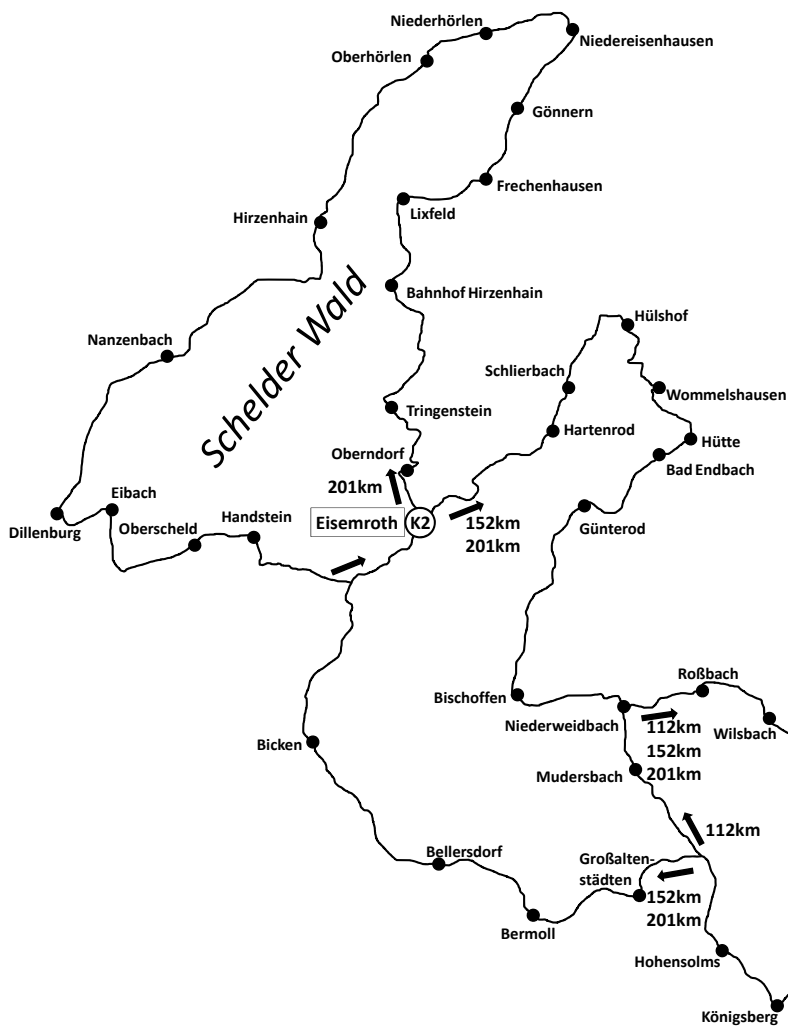 Niederhörlen
Niedereisenhausen
Oberhörlen
Gönnern
Frechenhausen
Lixfeld
Hirzenhain
Bahnhof Hirzenhain
Schelder Wald
Hülshof
Nanzenbach
Schlierbach
Wommelshausen
Tringenstein
Hartenrod
Hütte
Oberndorf
Bad Endbach
201km
Eibach
Günterod
Dillenburg
Oberscheld
Handstein
Eisemroth
K2
152km
201km
Roßbach
Bischoffen
Niederweidbach
Wilsbach
112km
152km
201km
Bicken
Mudersbach
112km
Bellersdorf
Großalten-
städten
152km
201km
Bermoll
Hohensolms
Königsberg